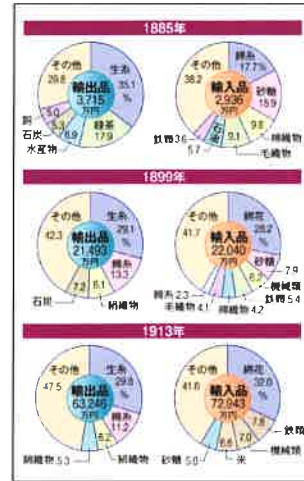 1885年
その他
29.8
輸出品
3,715
万円
生糸
35.1
%
緑茶
17.9
水産物
6.9
石炭
5.3
銅
5.0
その他
38.2
輸入品
2,936
万円
綿糸
17.7%
砂糖
15.9
綿織物
9.8
毛織物
9.1
石油
5.7
鉄類3.6
1899年
その他
42.3
輸出品
21,493
万円
生糸
29.1
%
綿糸
13.3
絹織物
8.1
石炭
7.2
その他
41.7
輸入品
22,040
万円
綿花
28.2
%
砂糖
7.9
機械類
6.2
鉄類5.4
綿織物4.2
毛織物4.1
綿糸2.3
1913年
その他
47.5
輸出品
63,246
万円
生糸
29.8
%
綿糸
11.2
絹織物
6.2
綿織物5.3
その他
41.6
輸入品
72,943
万円
綿花
32.0
%
鉄類
7.8
機械類
7.0
米
6.6
砂糖5.0